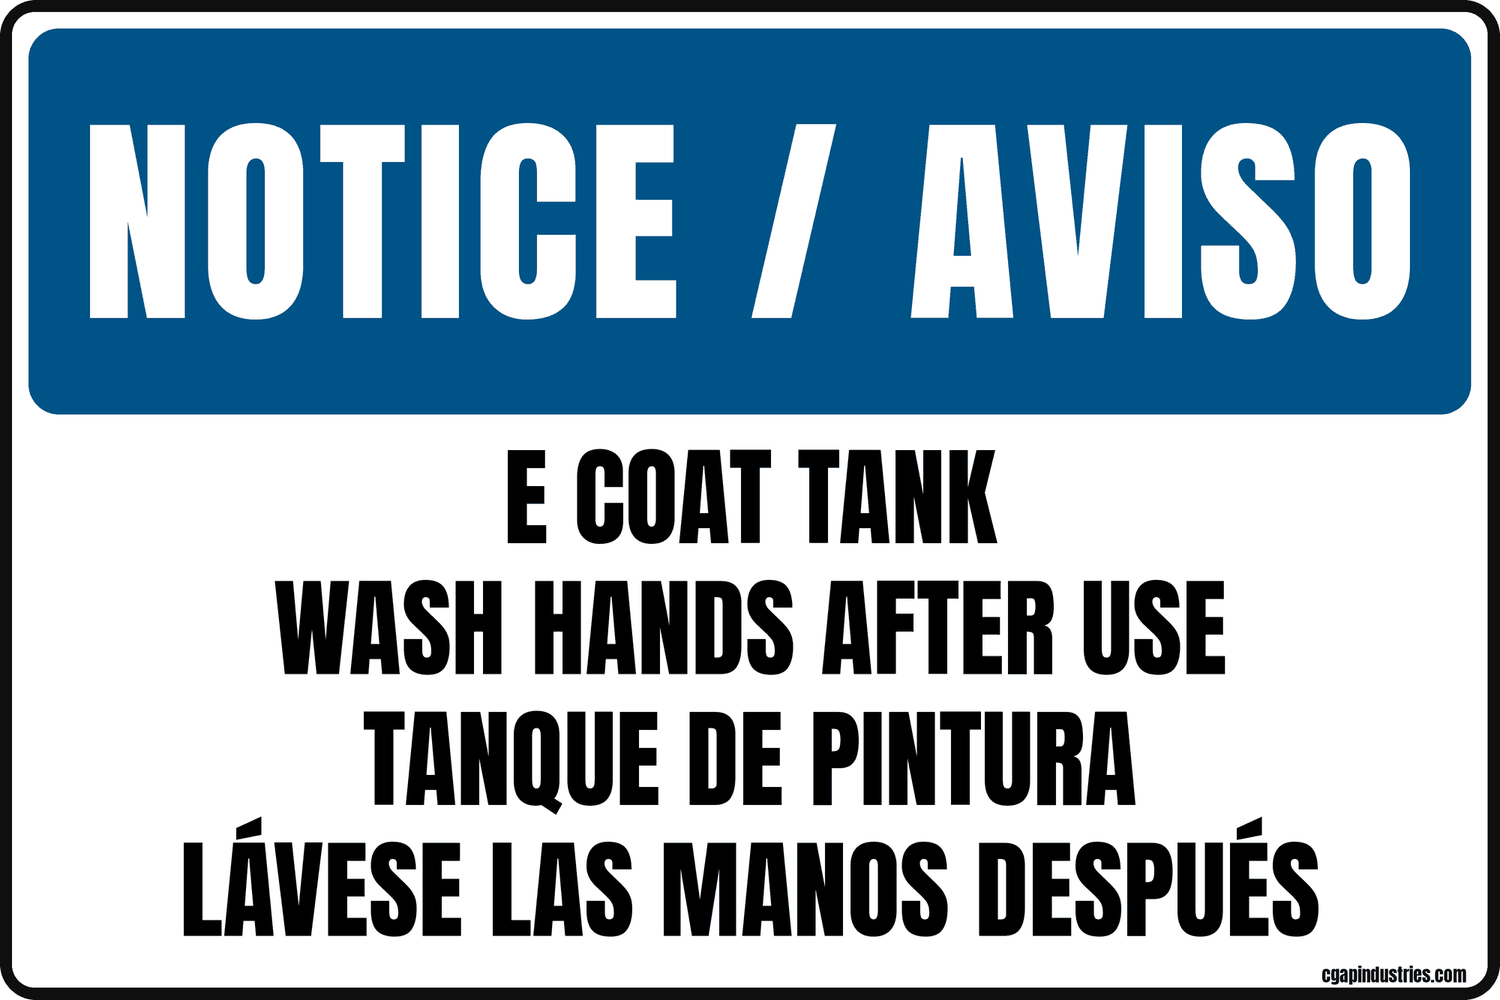 NOTICE / AVISO
E COAT TANK
WASH HANDS AFTER USE
TANQUE DE PINTURA
LÁVESE LAS MANOS DESPUÉS
cgapindustries.com